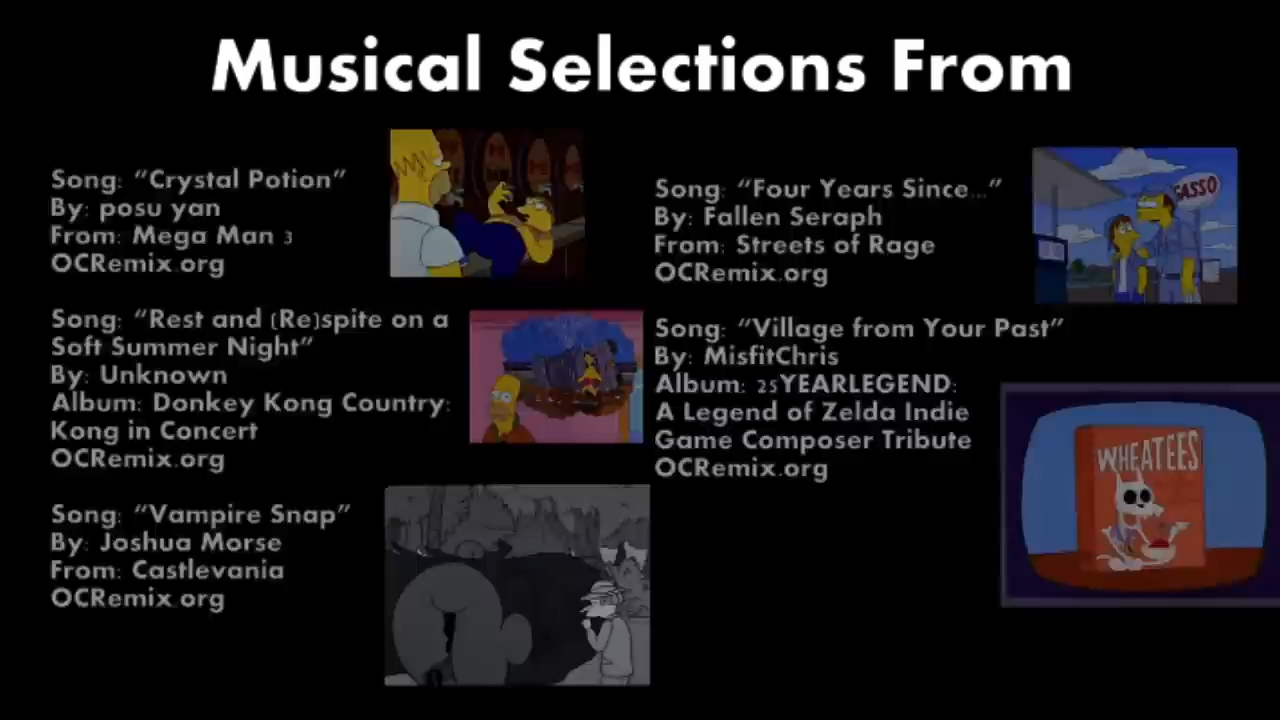 Musical Selections From
Song: “Crystal Potion”
By: posu yan
From: Mega Man 3
OCRemix.org
Song: “Rest and (Re)spite on a
Soft Summer Night”
By: Unknown
Album: Donkey Kong Country:
Kong in Concert
OCRemix.org
Song: “Vampire Snap”
By: Joshua Morse
From: Castlevania
OCRemix.org
Song: “Four Years Since...”
By: Fallen Seraph
From: Streets of Rage
OCRemix.org
Song: “Village from Your Past”
By: MisfitChris
Album: 25YEARLEGEND:
A Legend of Zelda Indie
Game Composer Tribute
OCRemix.org
WHEATEES